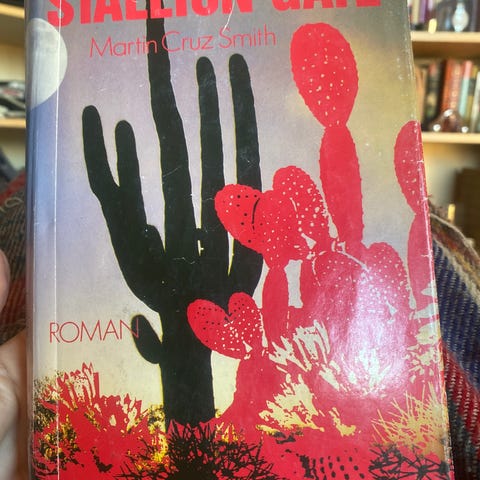 STALLION GATE
Martin Cruz Smith
ROMAN